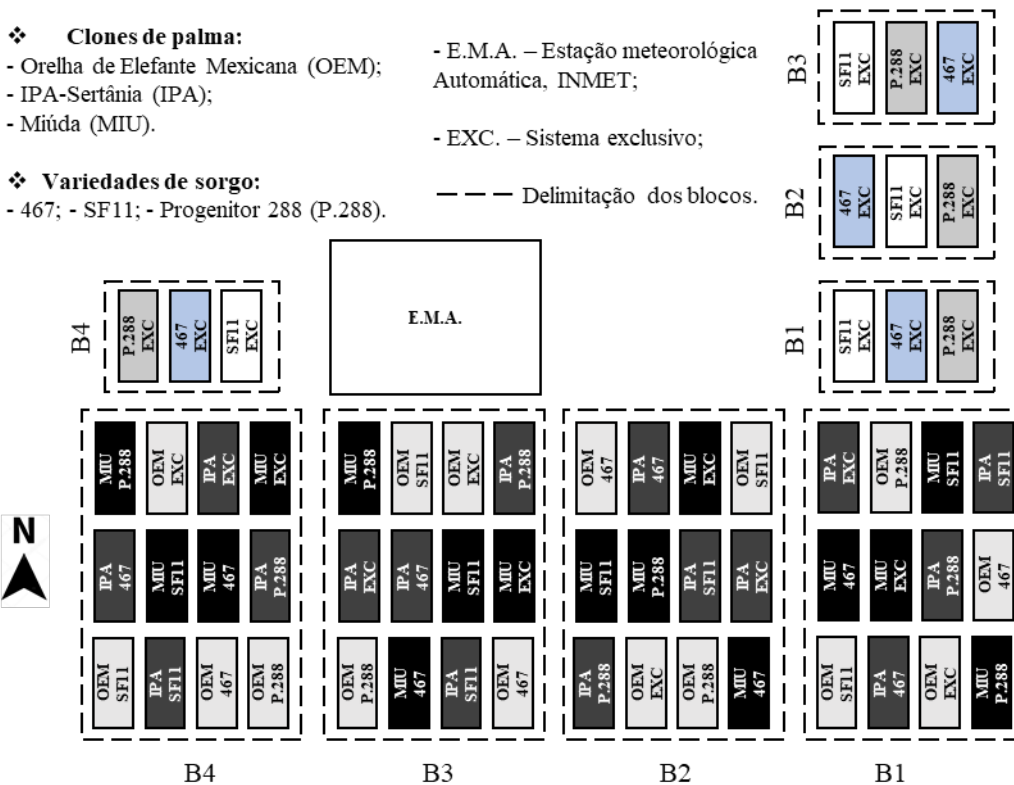 ❖ Clones de palma:
- Orelha de Elefante Mexicana (OEM);
- IPA-Sertânia (IPA);
- Miúda (MIU).
❖ Variedades de sorgo:
- 467; - SF11; - Progenitor 288 (P.288).
- E.M.A. – Estação meteorológica
Automática, INMET;
- EXC. – Sistema exclusivo;
Delimitação dos blocos.
B3
SF11
EXC
P.288
EXC
467
EXC
B2
467
EXC
SF11
EXC
P.288
EXC
B1
SF11
EXC
467
EXC
P.288
EXC
B4
P.288
EXC
467
EXC
SF11
EXC
E.M.A.
MIU
P.288
OEM
EXC
IPA
EXC
MIU
EXC
IPA
467
MIU
SF11
MIU
467
IPA
P.288
OEM
SF11
IPA
SF11
OEM
467
OEM
P.288
B4
MIU
P.288
OEM
SF11
OEM
EXC
IPA
P.288
IPA
EXC
IPA
467
MIU
SF11
MIU
EXC
OEM
P.288
MIU
467
IPA
SF11
OEM
467
B3
OEM
467
IPA
467
MIU
EXC
OEM
SF11
MIU
SF11
MIU
P.288
IPA
SF11
IPA
EXC
IPA
P.288
OEM
EXC
OEM
P.288
MIU
467
B2
IPA
EXC
OEM
P.288
MIU
SF11
IPA
SF11
MIU
467
MIU
EXC
IPA
P.288
OEM
467
OEM
SF11
IPA
467
OEM
EXC
MIU
P.288
B1
N